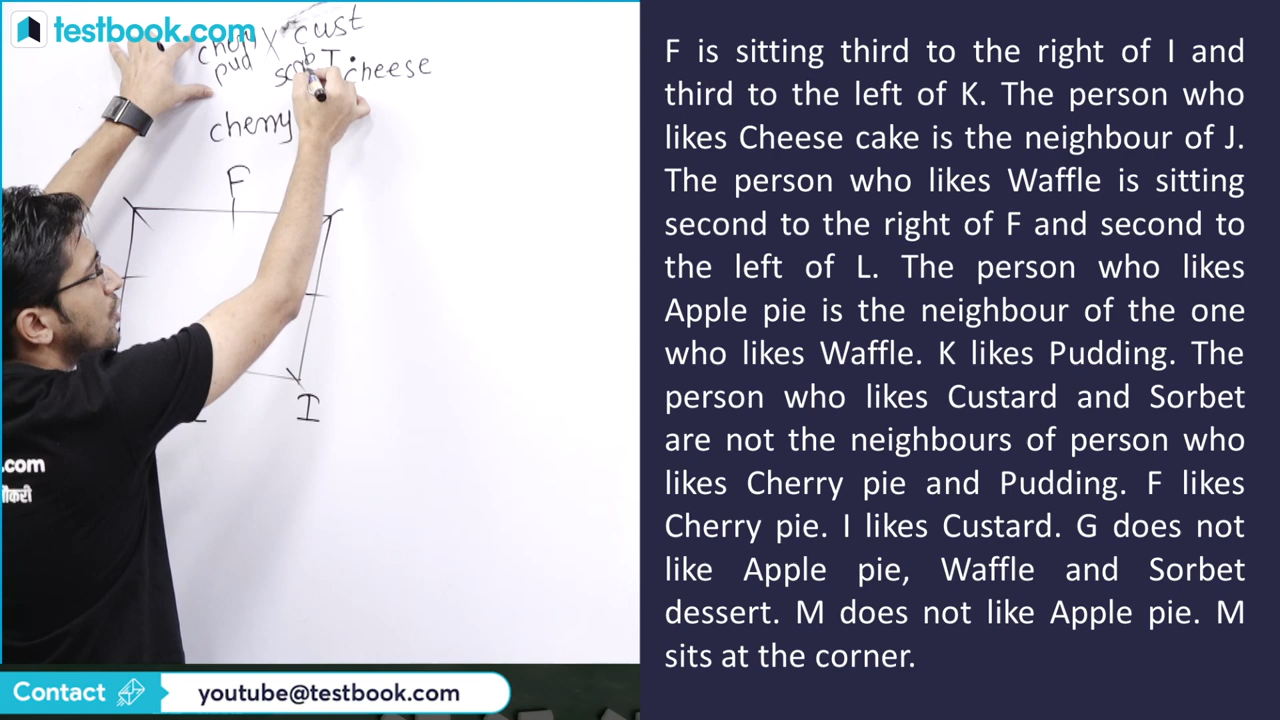 testbook.com
cherry X cust
pud
sorb T. cheese
cherry
F
I
.com
F is sitting third to the right of I and
third to the left of K. The person who
likes Cheese cake is the neighbour of J.
The person who likes Waffle is sitting
second to the right of F and second to
the left of L. The person who likes
Apple pie is the neighbour of the one
who likes Waffle. K likes Pudding. The
person who likes Custard and Sorbet
are not the neighbours of person who
likes Cherry pie and Pudding. F likes
Cherry pie. I likes Custard. G does not
like Apple pie, Waffle and Sorbet
dessert. M does not like Apple pie. M
sits at the corner.
Contact
youtube@testbook.com